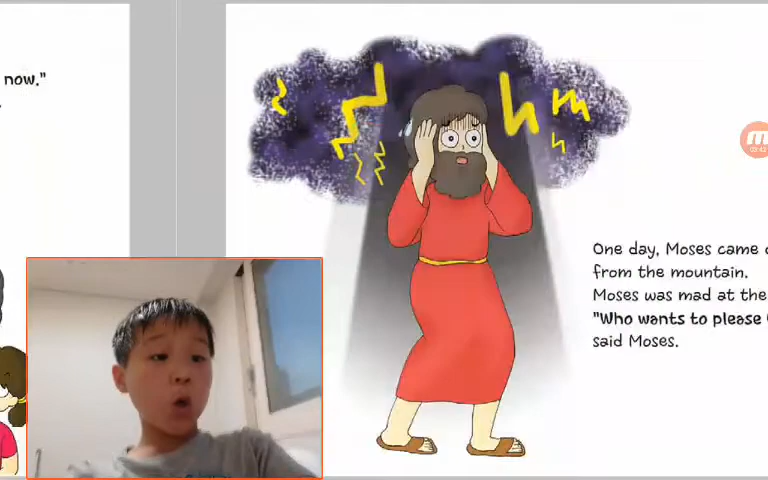 now."
One day, Moses came
from the mountain.
Moses was mad at the
"Who wants to please
said Moses.